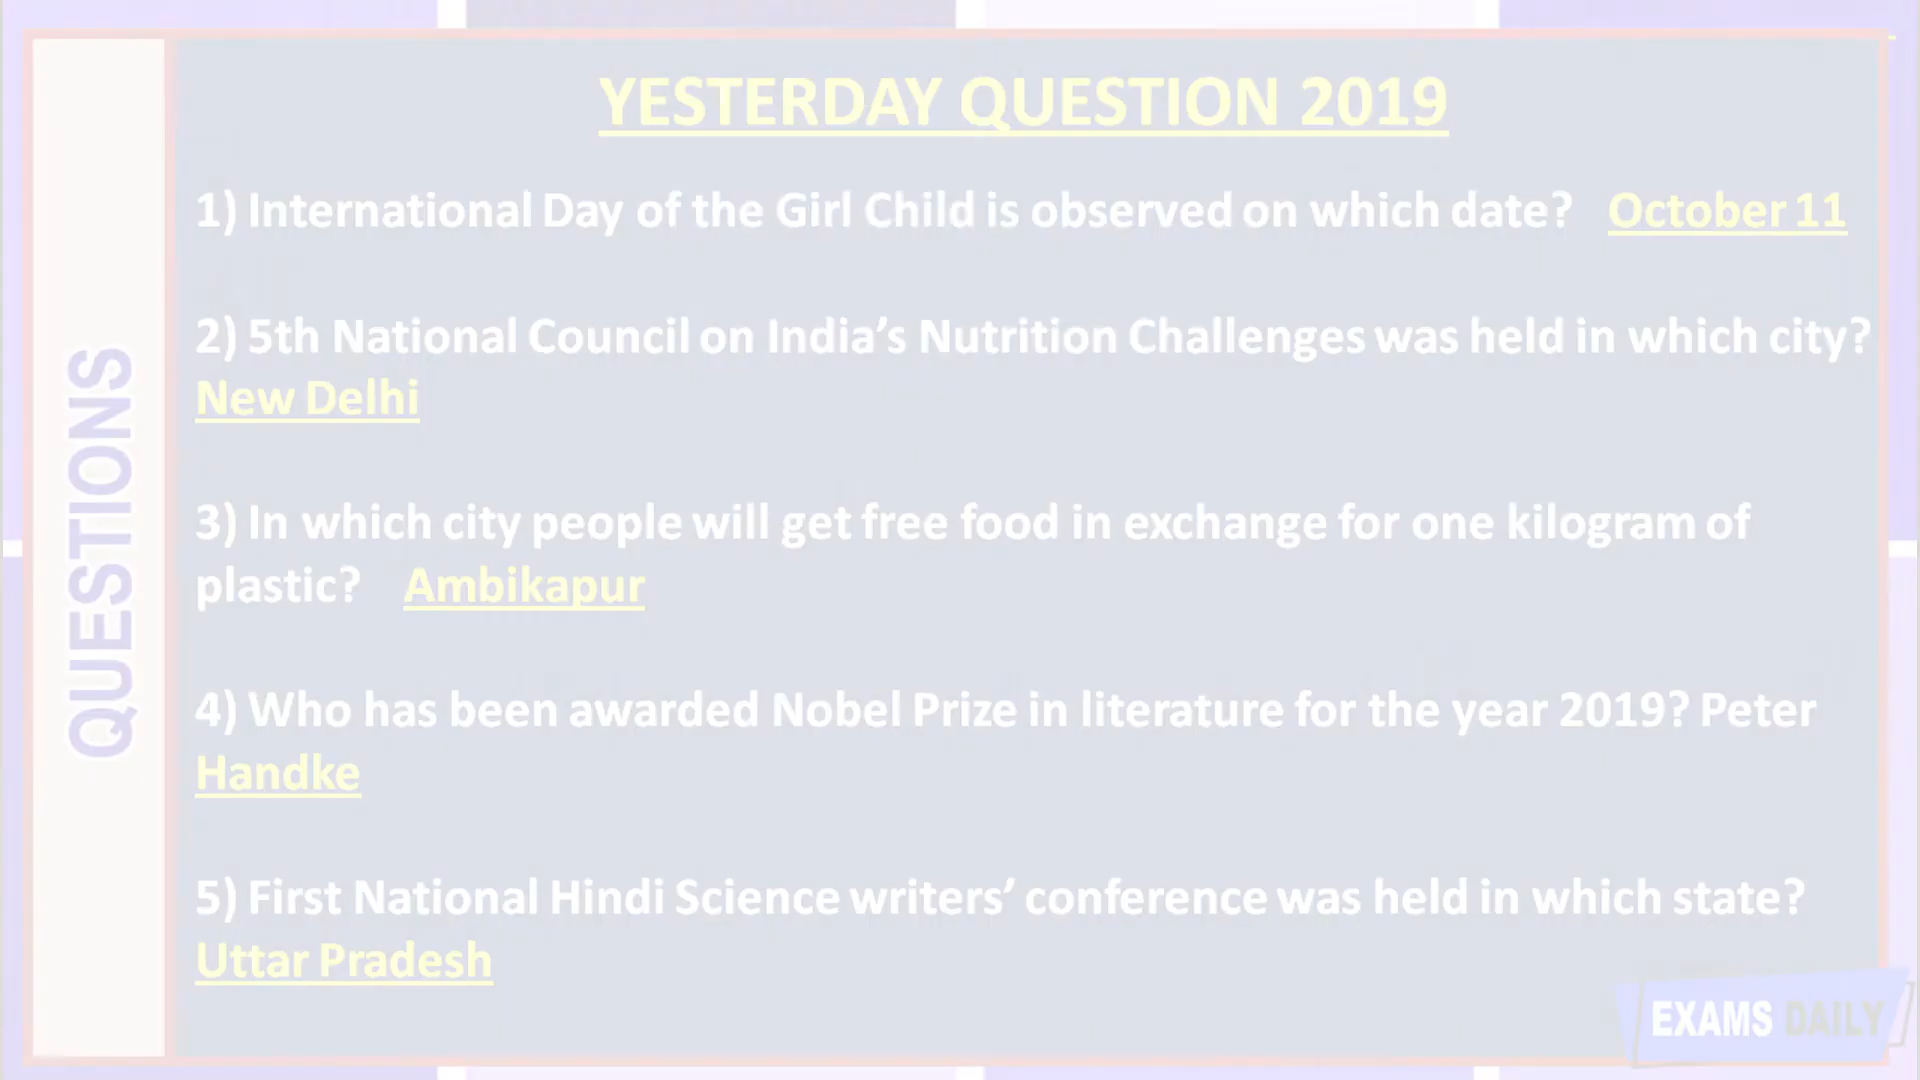 YESTERDAY QUESTION 2019
1) International Day of the Girl Child is observed on which date? October 11
2) 5th National Council on India’s Nutrition Challenges was held in which city?
New Delhi
3) In which city people will get free food in exchange for one kilogram of
plastic? Ambikapur
4) Who has been awarded Nobel Prize in literature for the year 2019? Peter
Handke
5) First National Hindi Science writers’ conference was held in which state?
Uttar Pradesh
QUESTIONS
EXAMS DAILY